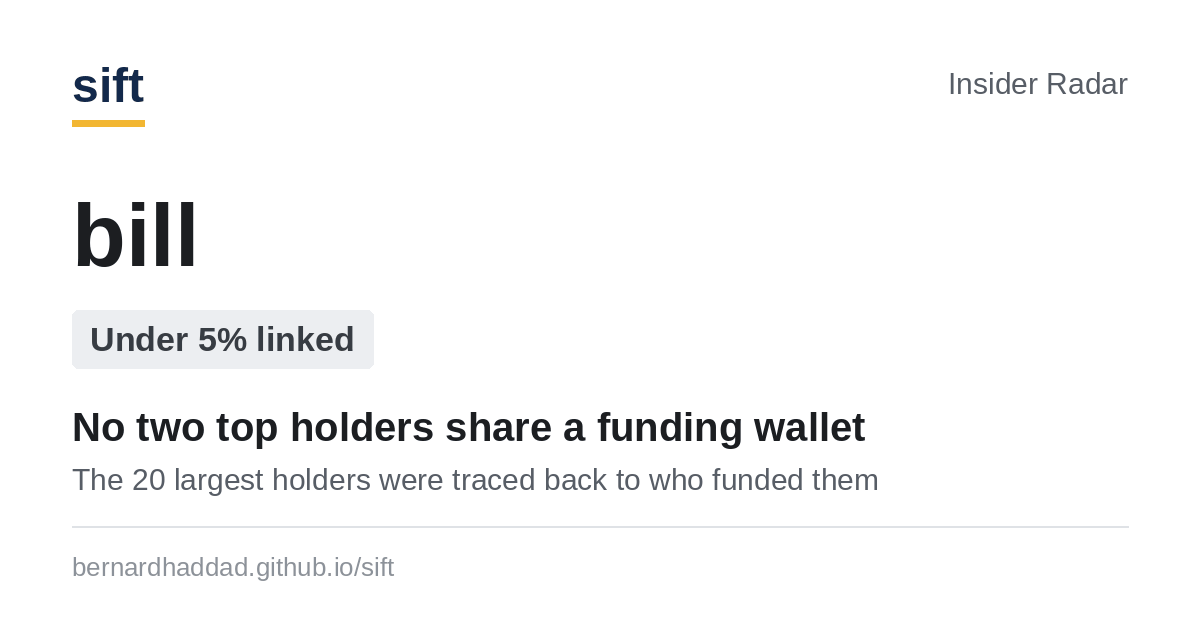 sift
Insider Radar
bill
Under 5% linked
No two top holders share a funding wallet
The 20 largest holders were traced back to who funded them
bernardhaddad.github.io/sift